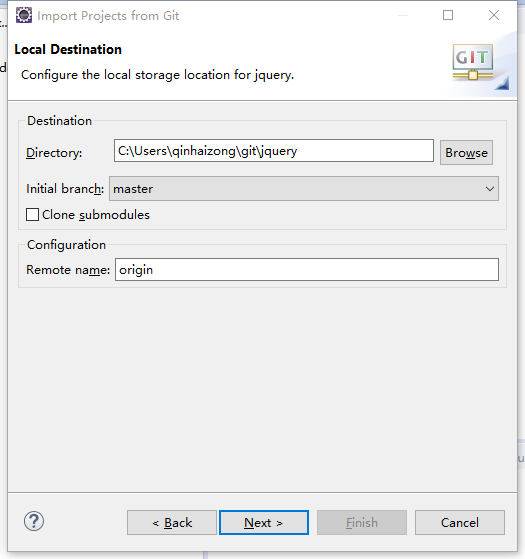 Import Projects from Git
Local Destination
Configure the local storage location for jquery.
GIT
Destination
Directory: C:\Users\qinhaizong\git\jquery Browse
Initial branch: master
Clone submodules
Configuration
Remote name: origin
? < Back Next > Finish Cancel